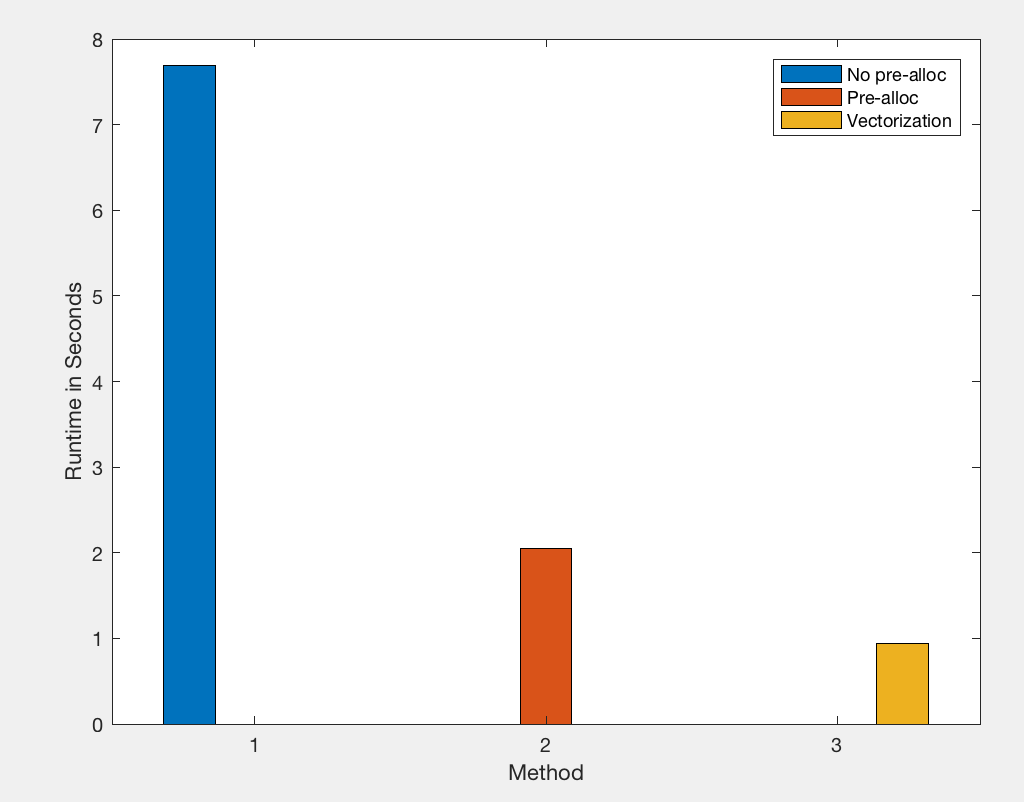 8
7
6
5
4
3
2
1
0
Runtime in Seconds
No pre-alloc
Pre-alloc
Vectorization
1 2 3
Method